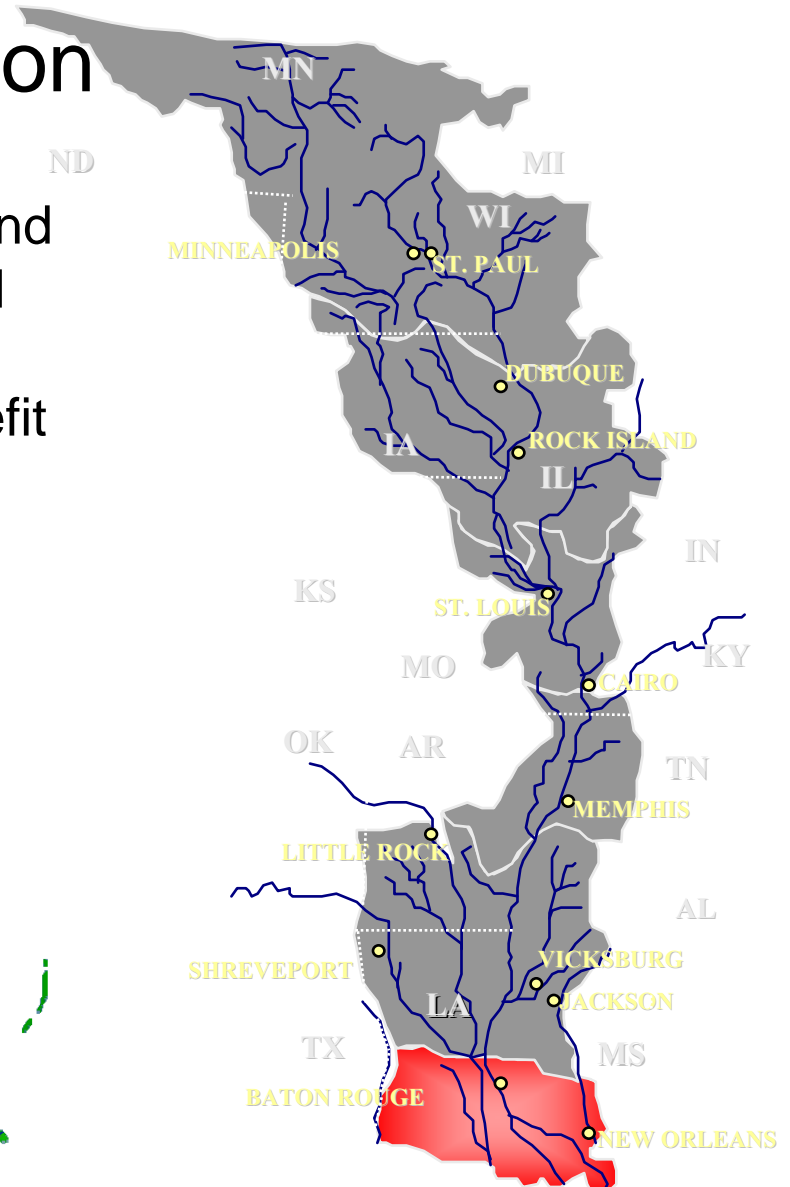 on
MN
ND
MI
nd
WI
MINNEAPOLIS
ST. PAUL
DUBUQUE
efit
ROCK ISLAND
IA
IL
IN
KS
ST. LOUIS
MO
KY
CAIRO
OK
AR
TN
MEMPHIS
LITTLE ROCK
AL
VICKSBURG
SHREVEPORT
JACKSON
LA
TX
MS
BATON ROUGE
NEW ORLEANS